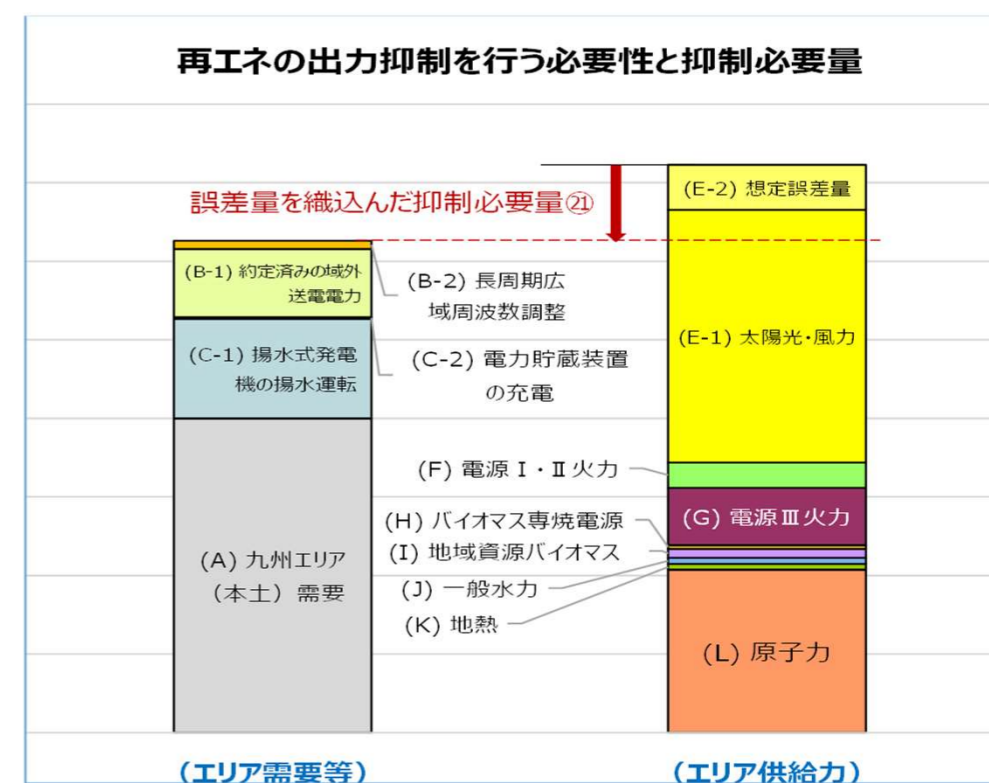 再エネの出力抑制を行う必要性と抑制必要量
誤差量を織込んだ抑制必要量㉑
(B-1) 約定済みの域外
送電電力
(C-1) 揚水式発電
機の揚水運転
(A) 九州エリア
（本土）需要
(B-2) 長周期広
域周波数調整
(C-2) 電力貯蔵装置
の充電
(F) 電源Ⅰ・Ⅱ火力
(H) バイオマス専焼電源
(I) 地域資源バイオマス
(J) 一般水力
(K) 地熱
(E-2) 想定誤差量
(E-1) 太陽光・風力
(G) 電源Ⅲ火力
(L) 原子力
（エリア需要等）
（エリア供給力）